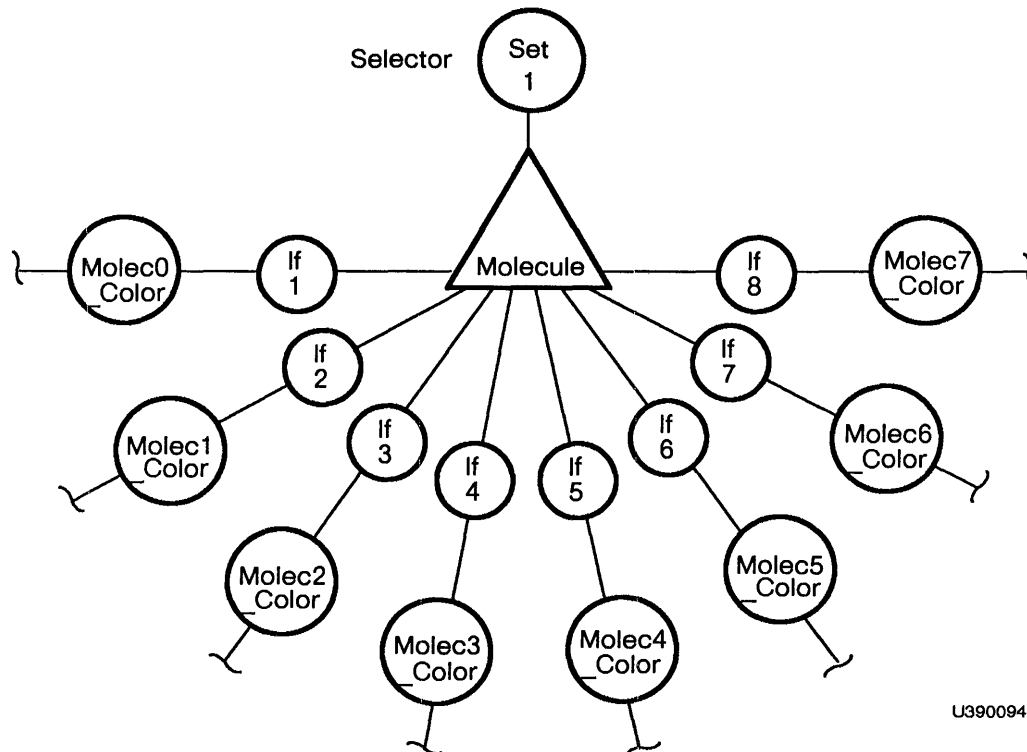 Selector
Set
1
Molecule
Molec0
_Color
If
1
If
8
Molec7
_Color
If
2
If
7
Molec1
_Color
If
3
If
6
Molec6
_Color
If
4
If
5
Molec2
_Color
Molec5
_Color
Molec3
_Color
Molec4
_Color
U390094